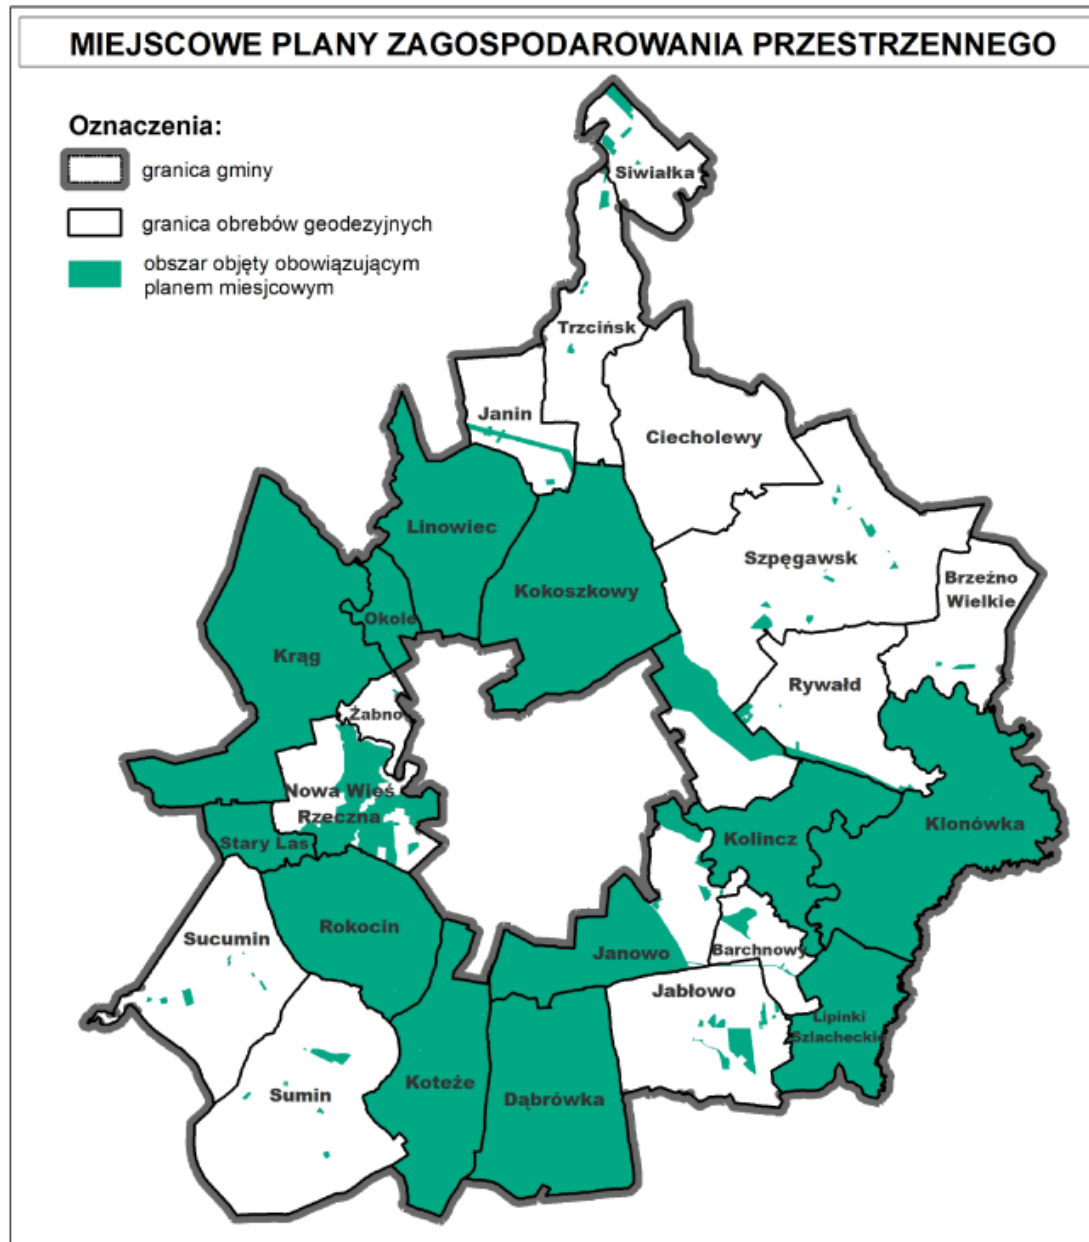 MIEJSCOWE PLANY ZAGOSPODAROWANIA PRZESTRZENNEGO
Oznaczenia:
granica gminy
granica obrebów geodezyjnych
obszar objęty obowiązującym
planem miesjcowym
Siwiałka
Trzcińsk
Janin
Ciecholewy
Linowiec
Szpęgawsk
Kokoszkowy
Brzeźno
Wielkie
Okole
Krąg
Rywałd
Żabno
Nowa Wieś
Rzeczna
Stary Las
Kolincz
Klonówka
Rokocin
Sucumin
Janowo
Barchnowy
Jabłowo
Lipinki
Szlacheckie
Koteże
Sumin
Dąbrówka